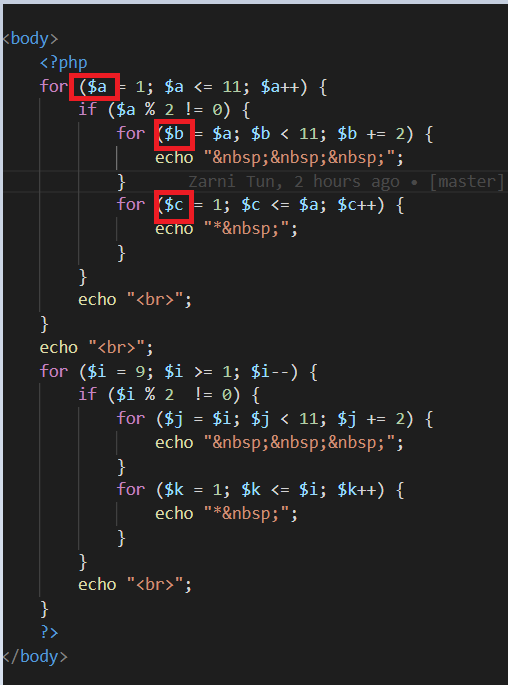 <body>
<?php
for ($a = 1; $a <= 11; $a++) {
if ($a % 2 != 0) {
for ($b = $a; $b < 11; $b += 2) {
echo "&nbsp;&nbsp;&nbsp;";
} Zarni Tun, 2 hours ago • [master]
for ($c = 1; $c <= $a; $c++) {
echo "*&nbsp;";
}
}
echo "<br>";
}
echo "<br>";
for ($i = 9; $i >= 1; $i--) {
if ($i % 2  != 0) {
for ($j = $i; $j < 11; $j += 2) {
echo "&nbsp;&nbsp;&nbsp;";
}
for ($k = 1; $k <= $i; $k++) {
echo "*&nbsp;";
}
}
echo "<br>";
}
?>
</body>